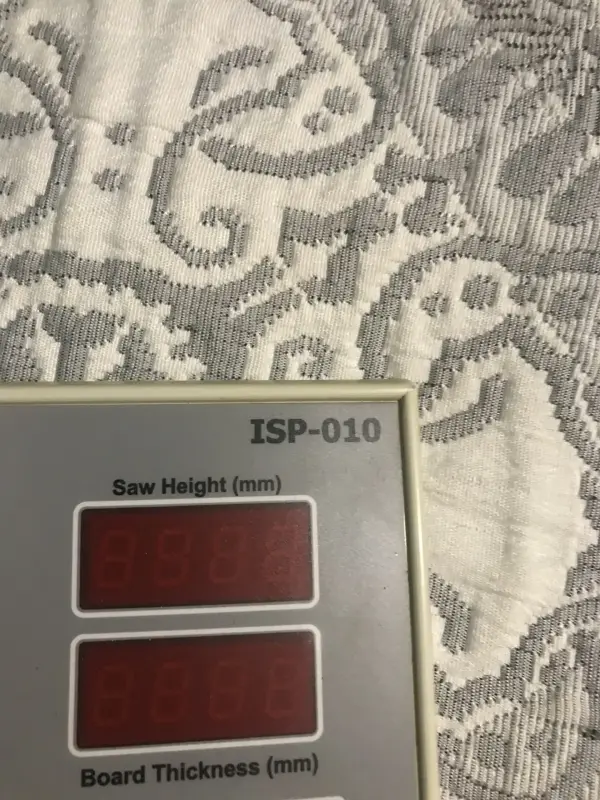 ISP-010
Saw Height (mm)
Board Thickness (mm)